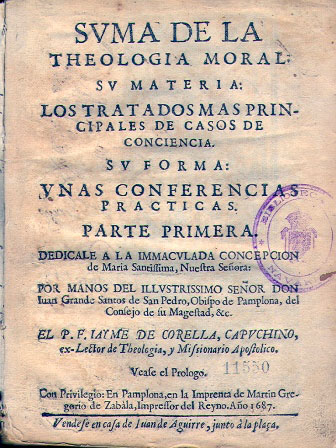 SVMA DE LA
THEOLOGIA MORAL:
SV MATERIA:
LOS TRATADOS MAS PRIN-
CIPALES DE CASOS DE
CONCIENCIA.
SV FORMA:
VNAS CONFERENCIAS
PRACTICAS.
PARTE PRIMERA.
DEDICALE A LA IMMACVLADA CONCEPCION
de Maria Santissima, Nuestra Señora:
POR MANOS DEL ILLVSTRISSIMO SEÑOR DON
Iuan Grande Santos de San Pedro, Obispo de Pamplona, del
Consejo de su Magestad, &c.
EL P. F. IAYME DE CORELLA, CAPVCHINO,
ex-Lector de Theologia, y Missionario Apostolico.
Vease el Prologo.
11550
Con Privilegio: En Pamplona, en la Imprenta de Martin Gre-
gorio de Zabàla, Impressor del Reyno. Año 1687.
Vendese en casa de Iuan de Aguirre, junto à la plaça.